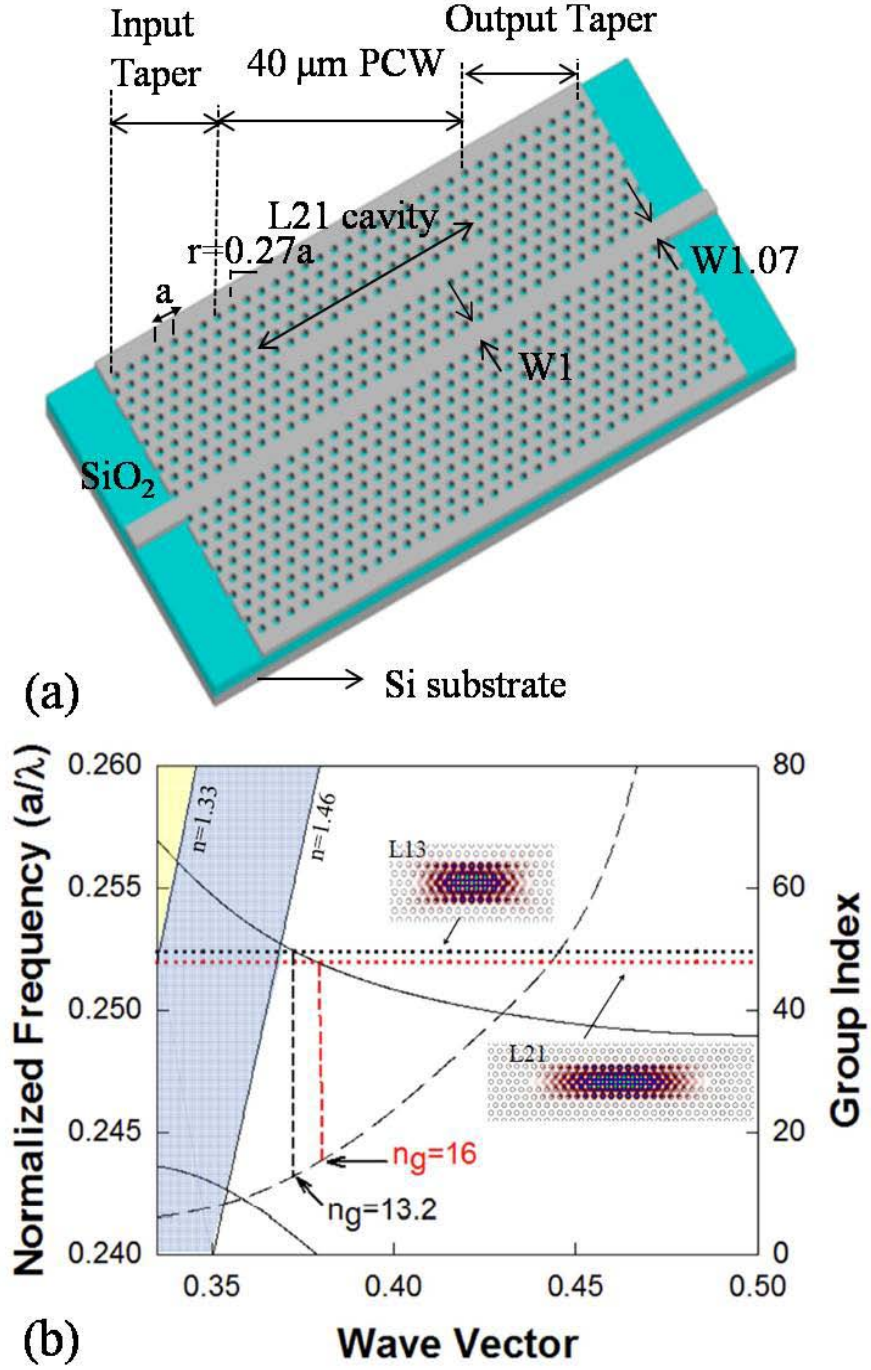 Input
Taper
40 μm PCW
Output Taper
L21 cavity
r=0.27a
a
W1.07
W1
SiO2
Si substrate
(a)
Normalized Frequency (a/λ)
0.260
0.255
0.250
0.245
0.240
n=1.33
n=1.46
L13
L21
ng=16
ng=13.2
80
60
40
20
0
Group Index
0.35
0.40
0.45
0.50
Wave Vector
(b)